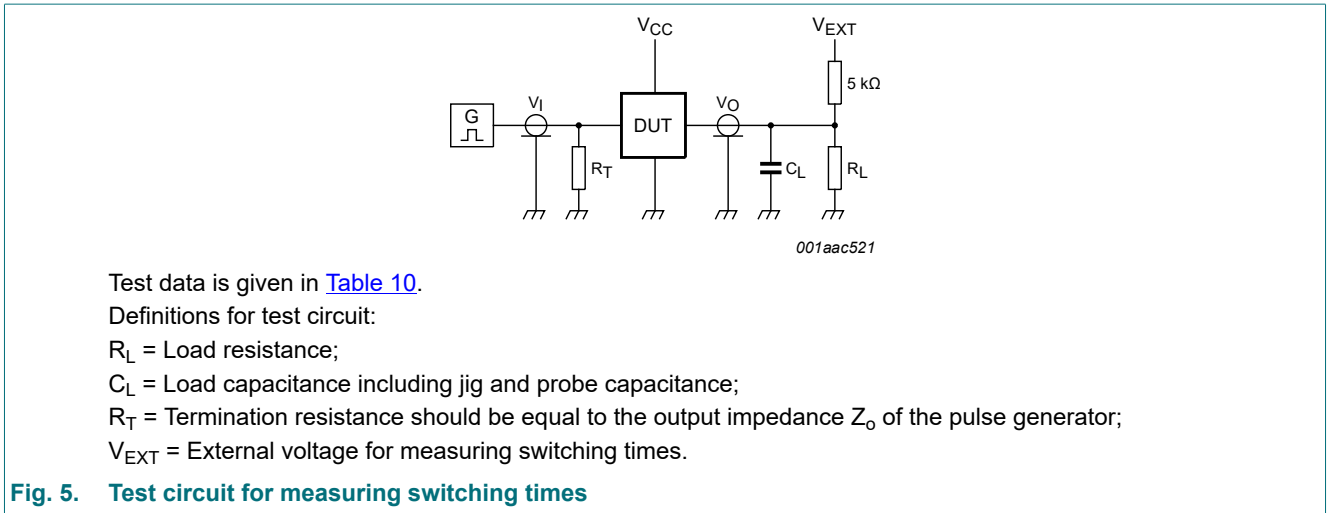 VCC
VEXT
5 kΩ
G
VI
DUT
VO
RT
CL
RL
001aac521
Test data is given in Table 10.
Definitions for test circuit:
RL = Load resistance;
CL = Load capacitance including jig and probe capacitance;
RT = Termination resistance should be equal to the output impedance Zo of the pulse generator;
VEXT = External voltage for measuring switching times.
Fig. 5. Test circuit for measuring switching times